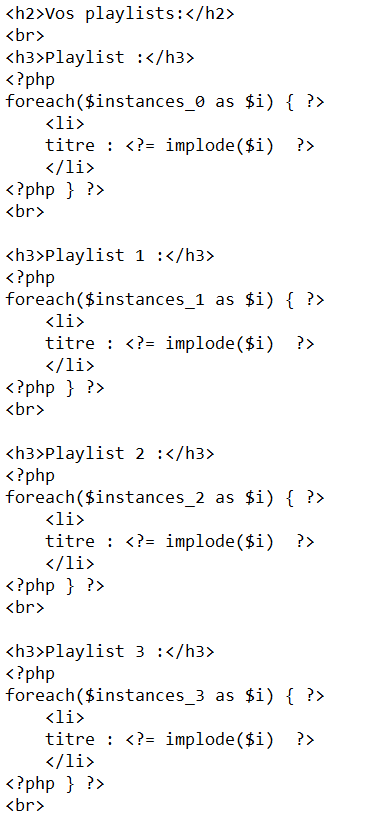 <h2>Vos playlists:</h2>
<br>
<h3>Playlist :</h3>
<?php
foreach($instances_0 as $i) { ?>
    <li>
    titre : <?= implode($i)  ?>
    </li>
<?php } ?>
<br>

<h3>Playlist 1 :</h3>
<?php
foreach($instances_1 as $i) { ?>
    <li>
    titre : <?= implode($i)  ?>
    </li>
<?php } ?>
<br>

<h3>Playlist 2 :</h3>
<?php
foreach($instances_2 as $i) { ?>
    <li>
    titre : <?= implode($i)  ?>
    </li>
<?php } ?>
<br>

<h3>Playlist 3 :</h3>
<?php
foreach($instances_3 as $i) { ?>
    <li>
    titre : <?= implode($i)  ?>
    </li>
<?php } ?>
<br>